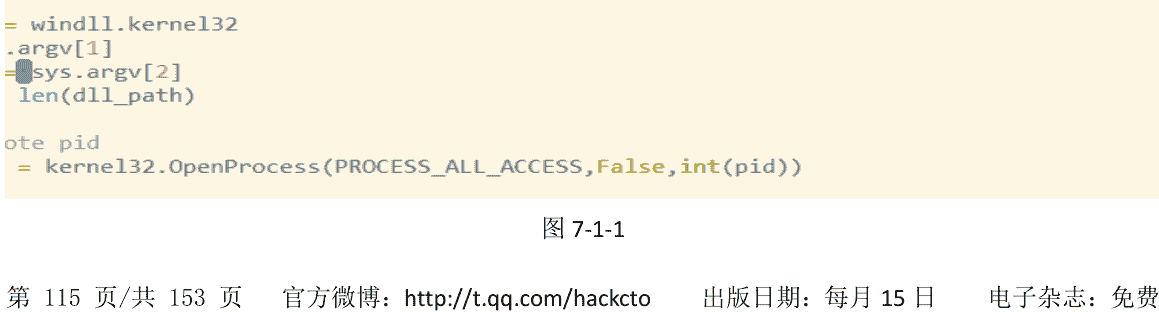 = windll.kernel32
.argv[1]
= sys.argv[2]
len(dll_path)
ote pid
= kernel32.OpenProcess(PROCESS_ALL_ACCESS,False,int(pid))
图 7-1-1
第 115 页/共 153 页 官方微博：http://t.qq.com/hackcto 出版日期：每月 15 日 电子杂志：免费